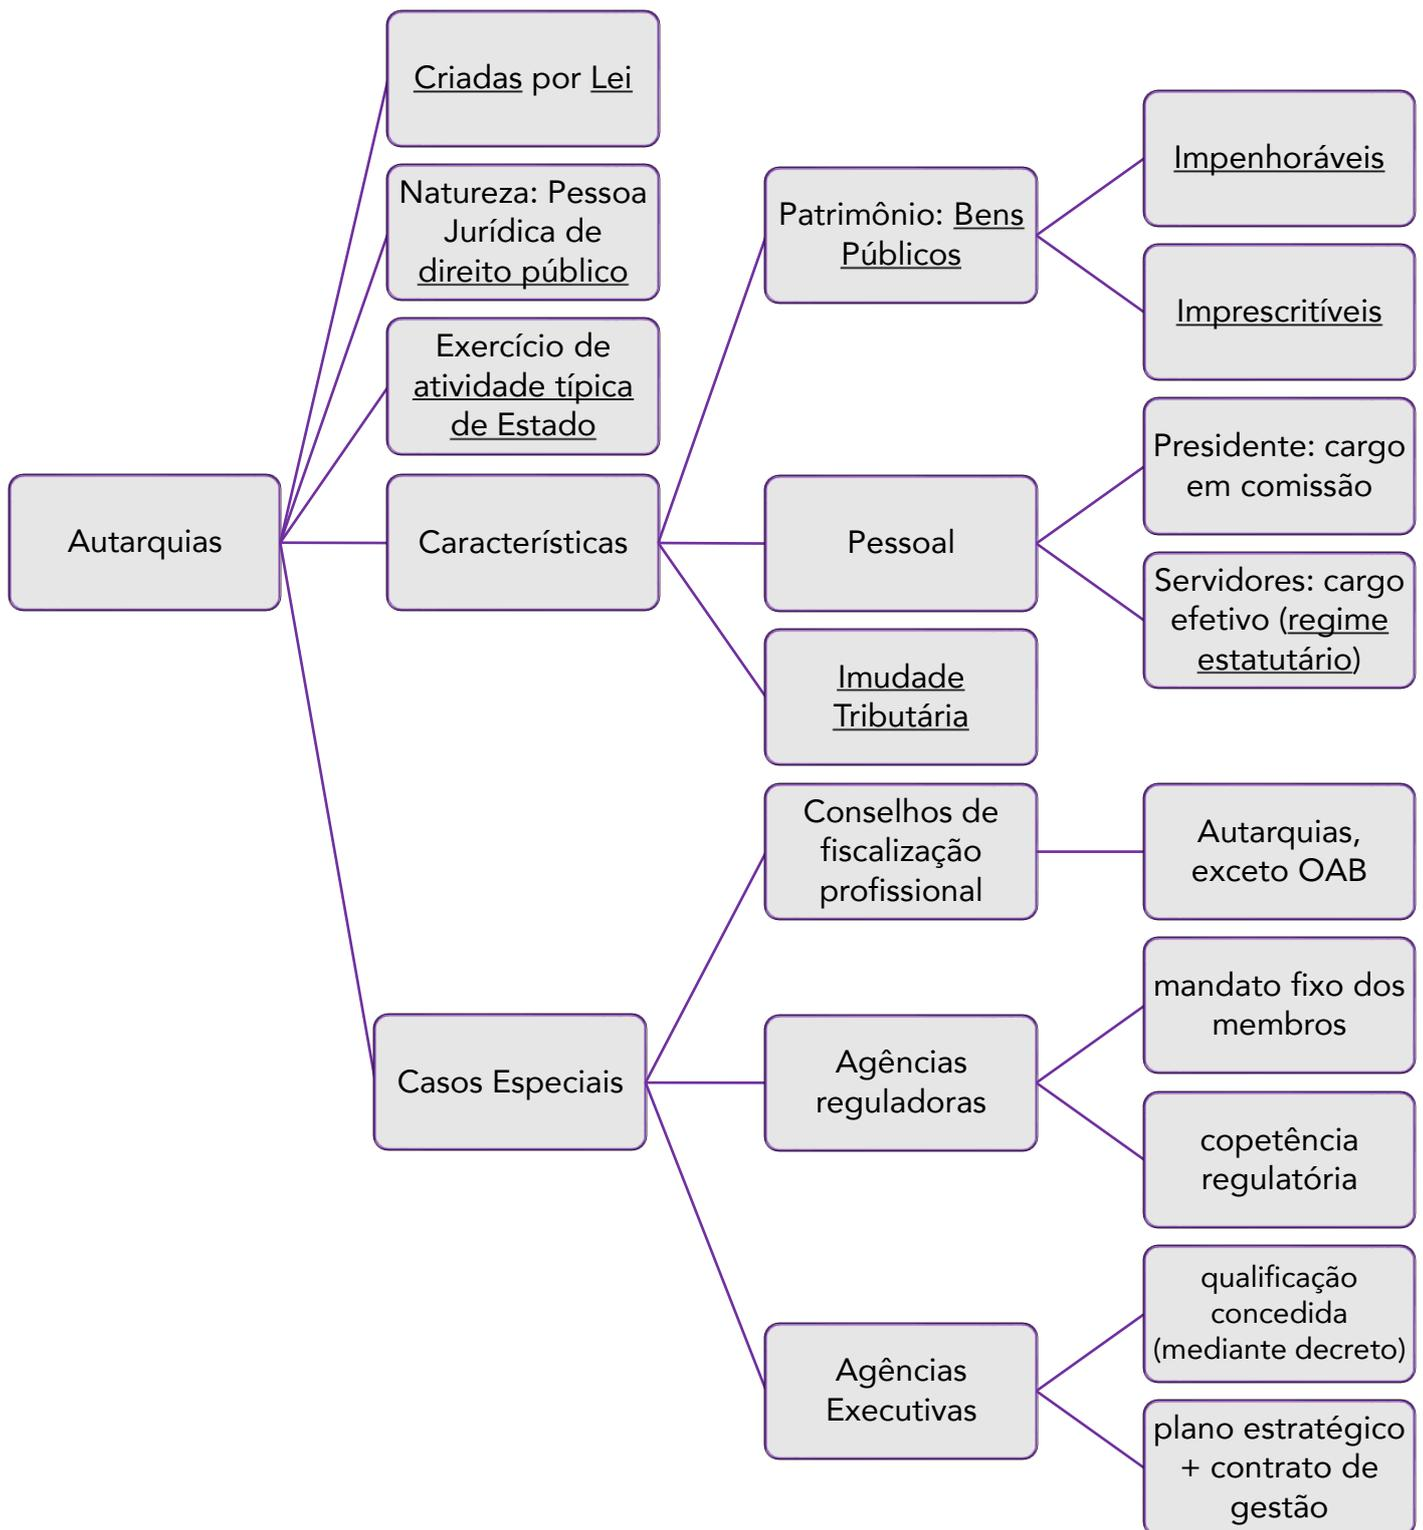 Criadas por Lei
Natureza: Pessoa
Jurídica de
direito público
Exercício de
atividade típica
de Estado
Autarquias
Características
Patrimônio: Bens
Públicos
Impenhoráveis
Imprescritíveis
Pessoal
Presidente: cargo
em comissão
Servidores: cargo
efetivo (regime
estatutário)
Imudade
Tributária
Casos Especiais
Conselhos de
fiscalização
profissional
Autarquias,
exceto OAB
Agências
reguladoras
mandato fixo dos
membros
copetência
regulatória
Agências
Executivas
qualificação
concedida
(mediante decreto)
plano estratégico
+ contrato de
gestão